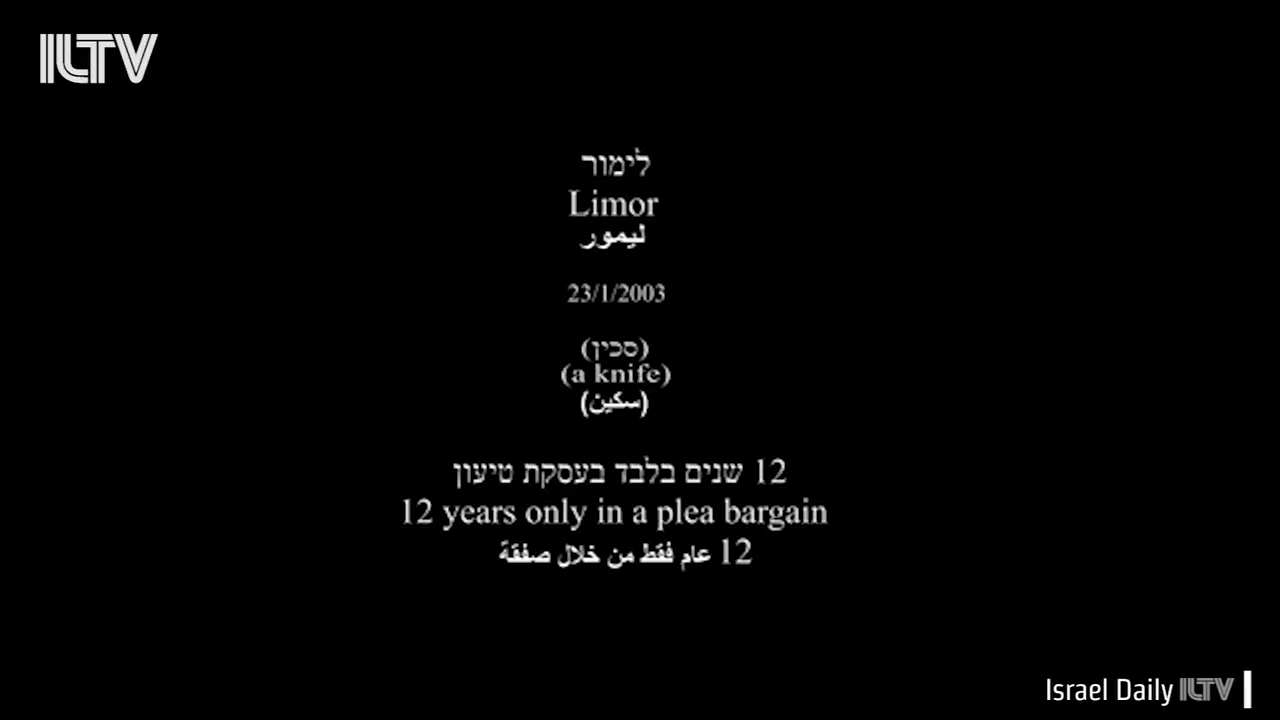 ILTV
לימור
Limor
ليمور
23/1/2003
(סכין)
(a knife)
(سكين)
12 שנים בלבד בעסקת טיעון
12 years only in a plea bargain
12 عام فقط من خلال صفقة
Israel Daily ILTV